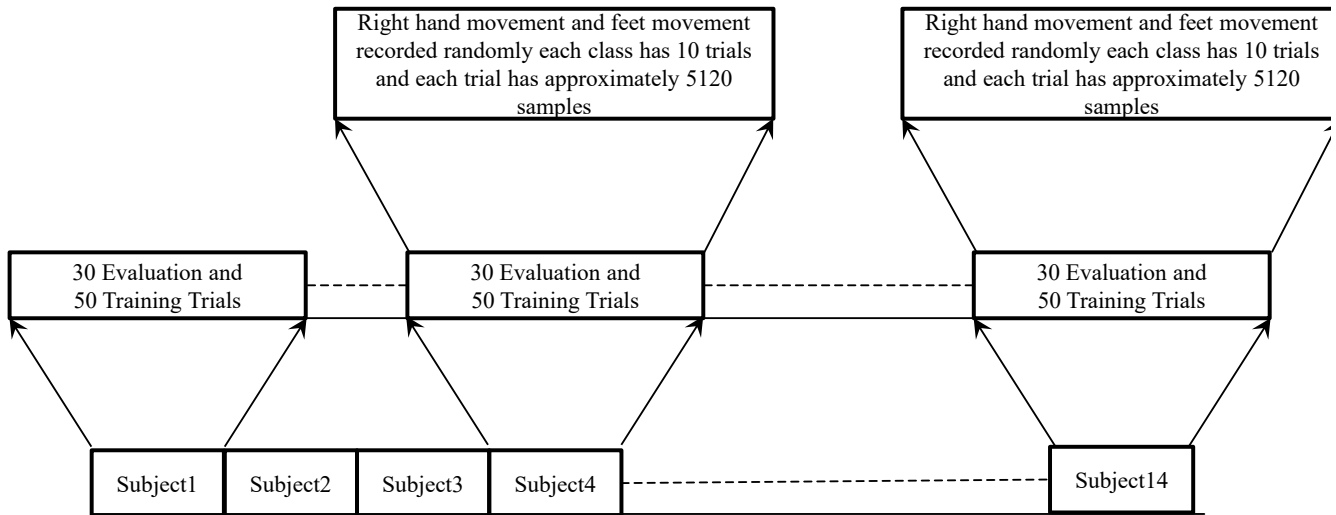 Right hand movement and feet movement
recorded randomly each class has 10 trials
and each trial has approximately 5120
samples
Right hand movement and feet movement
recorded randomly each class has 10 trials
and each trial has approximately 5120
samples
30 Evaluation and
50 Training Trials
30 Evaluation and
50 Training Trials
30 Evaluation and
50 Training Trials
Subject1
Subject2
Subject3
Subject4
Subject14